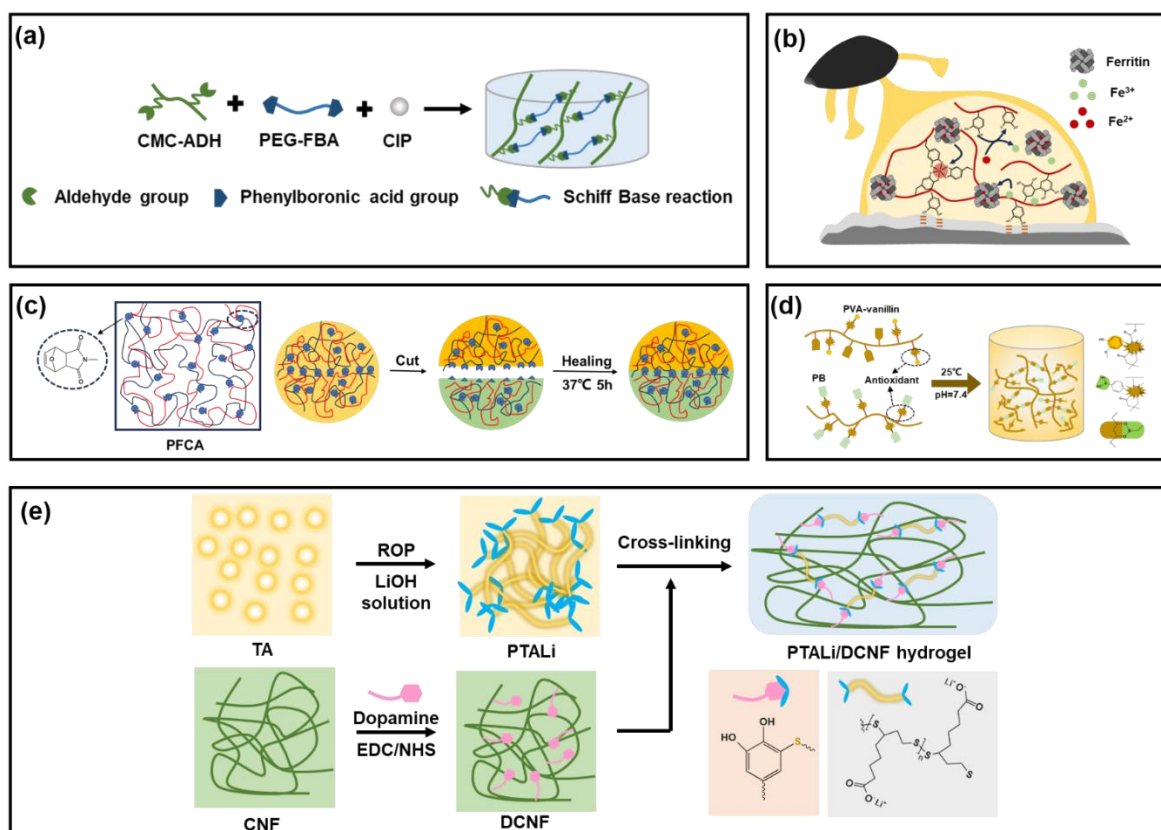 (a)
CMC-ADH
PEG-FBA
CIP
Aldehyde group
Phenylboronic acid group
Schiff Base reaction
(b)
Ferritin
Fe³⁺
Fe²⁺
(c)
PFCA
Cut
Healing
37℃ 5h
(d)
PVA-vanillin
PB
Antioxidant
25℃
pH=7.4
(e)
TA
ROP
LiOH
solution
PTALi
Cross-linking
PTALi/DCNF hydrogel
CNF
Dopamine
EDC/NHS
DCNF
OH
HO
S
Li⁺O⁻
O
S
S
S
n
S
O
O⁻Li⁺